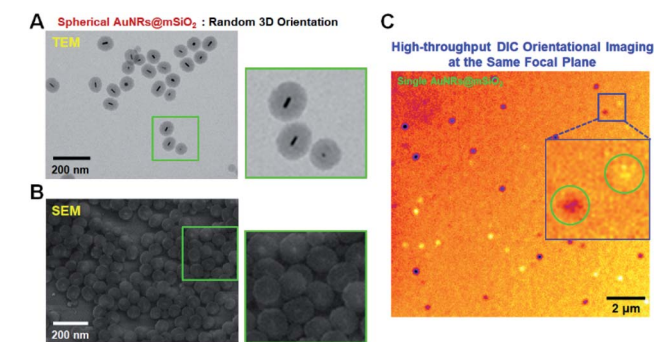 A
Spherical AuNRs@mSiO2 : Random 3D Orientation
TEM
200 nm
B
SEM
200 nm
C
High-throughput DIC Orientational Imaging
at the Same Focal Plane
Single AuNRs@mSiO2
2 μm